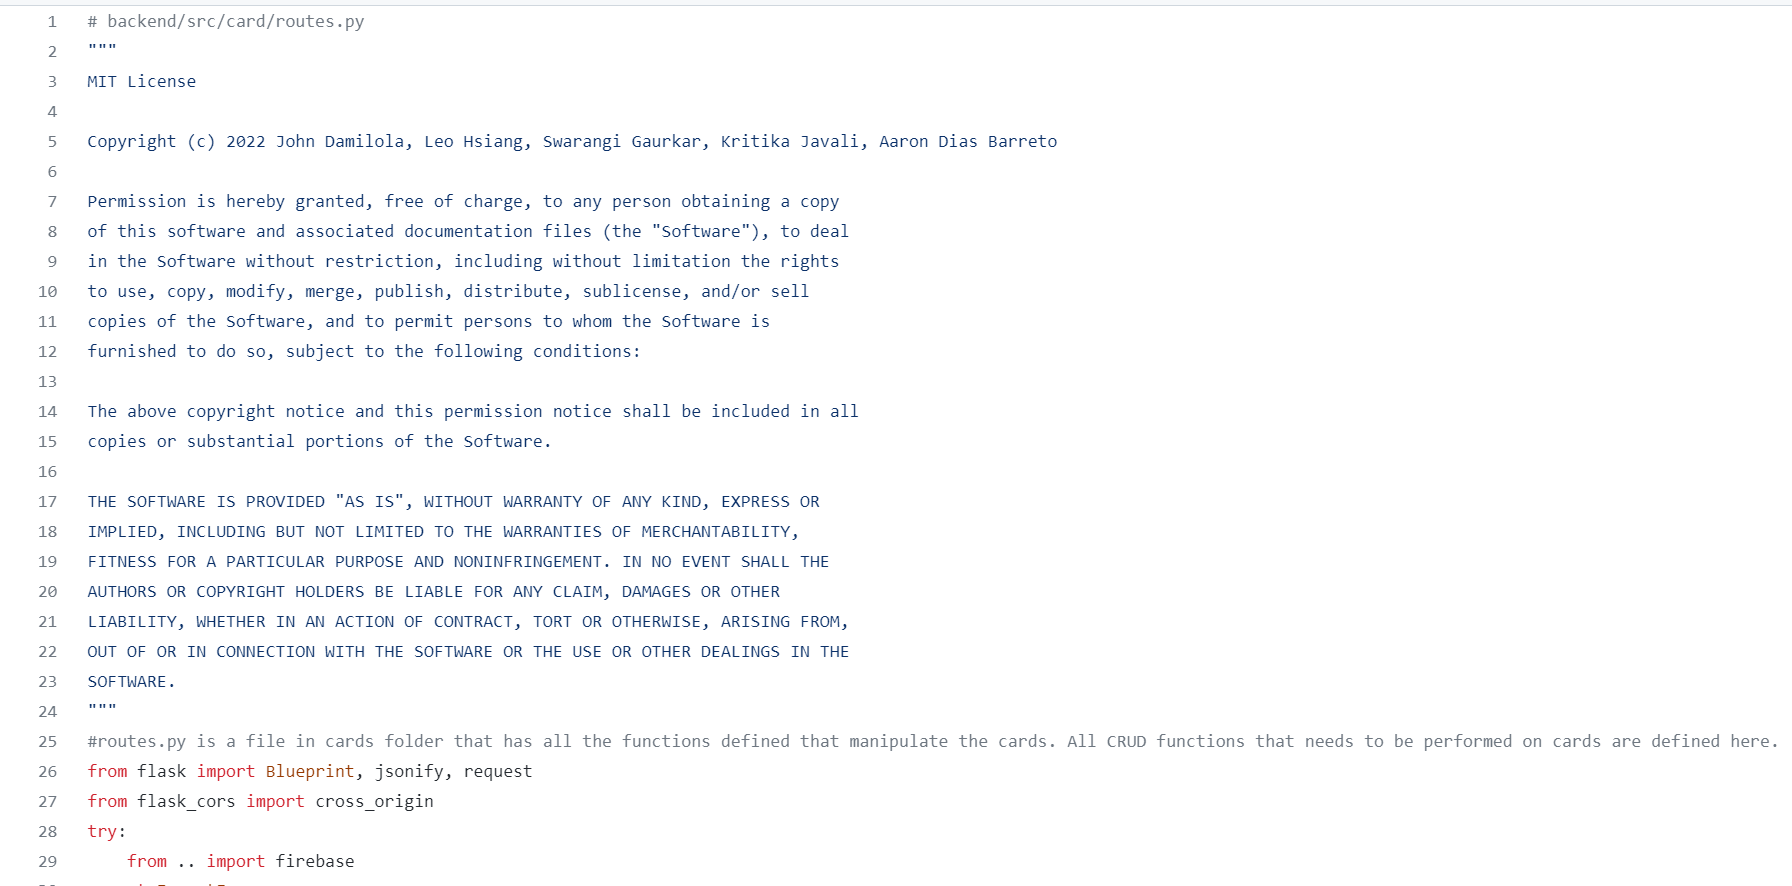 1 # backend/src/card/routes.py
2 """
3 MIT License
4
5 Copyright (c) 2022 John Damilola, Leo Hsiang, Swarangi Gaurkar, Kritika Javali, Aaron Dias Barreto
6
7 Permission is hereby granted, free of charge, to any person obtaining a copy
8 of this software and associated documentation files (the "Software"), to deal
9 in the Software without restriction, including without limitation the rights
10 to use, copy, modify, merge, publish, distribute, sublicense, and/or sell
11 copies of the Software, and to permit persons to whom the Software is
12 furnished to do so, subject to the following conditions:
13
14 The above copyright notice and this permission notice shall be included in all
15 copies or substantial portions of the Software.
16
17 THE SOFTWARE IS PROVIDED "AS IS", WITHOUT WARRANTY OF ANY KIND, EXPRESS OR
18 IMPLIED, INCLUDING BUT NOT LIMITED TO THE WARRANTIES OF MERCHANTABILITY,
19 FITNESS FOR A PARTICULAR PURPOSE AND NONINFRINGEMENT. IN NO EVENT SHALL THE
20 AUTHORS OR COPYRIGHT HOLDERS BE LIABLE FOR ANY CLAIM, DAMAGES OR OTHER
21 LIABILITY, WHETHER IN AN ACTION OF CONTRACT, TORT OR OTHERWISE, ARISING FROM,
22 OUT OF OR IN CONNECTION WITH THE SOFTWARE OR THE USE OR OTHER DEALINGS IN THE
23 SOFTWARE.
24 """
25 #routes.py is a file in cards folder that has all the functions defined that manipulate the cards. All CRUD functions that needs to be performed on cards are defined here.
26 from flask import Blueprint, jsonify, request
27 from flask_cors import cross_origin
28 try:
29     from .. import firebase